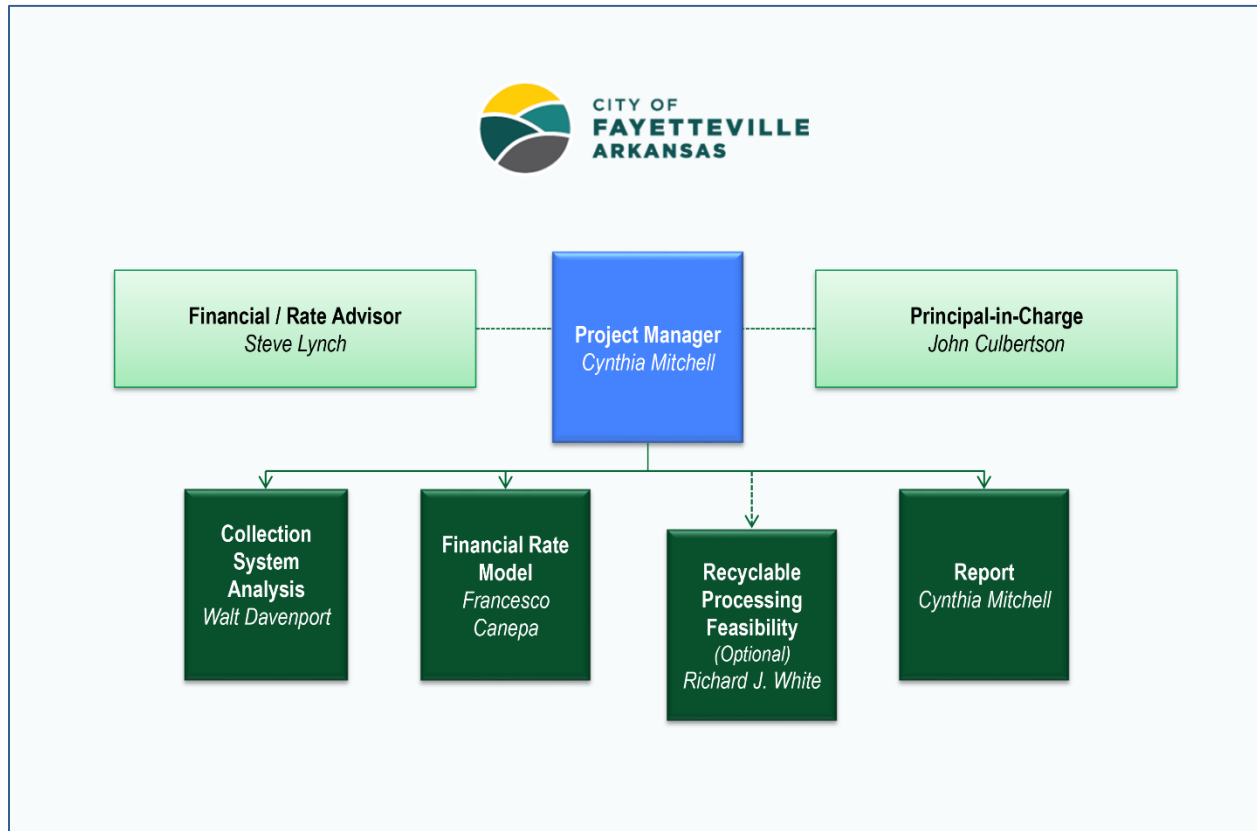 CITY OF
FAYETTEVILLE
ARKANSAS
Financial / Rate Advisor
Steve Lynch
Project Manager
Cynthia Mitchell
Principal-in-Charge
John Culbertson
Collection
System
Analysis
Walt Davenport
Financial Rate
Model
Francesco
Canepa
Recyclable
Processing
Feasibility
(Optional)
Richard J. White
Report
Cynthia Mitchell